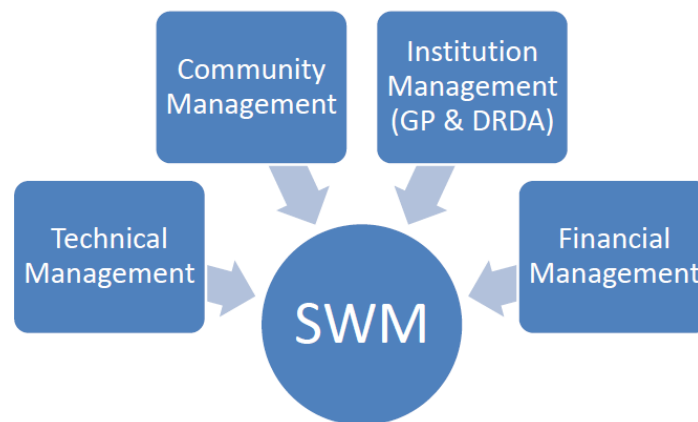 Community
Management
Institution
Management
(GP & DRDA)
Technical
Management
Financial
Management
SWM